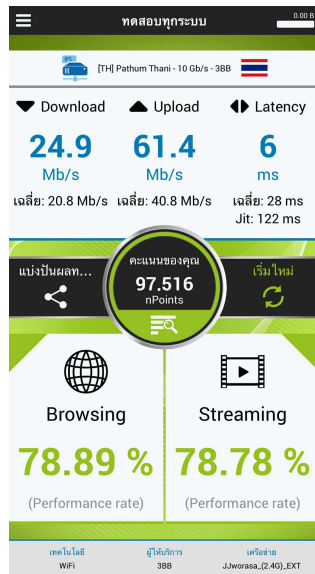 ทดสอบทุกระบบ
0.00 B
[TH] Pathum Thani - 10 Gb/s - 3BB
Download Upload Latency
24.9 61.4 6
Mb/s Mb/s ms
เฉลี่ย: 20.8 Mb/s เฉลี่ย: 40.8 Mb/s เฉลี่ย: 28 ms
Jit: 122 ms
แบ่งปันผลท... คะแนนของคุณ เริ่มใหม่
97.516
nPoints
Browsing Streaming
78.89 % 78.78 %
(Performance rate) (Performance rate)
เทคโนโลยี ผู้ให้บริการ เครือข่าย
WiFi 3BB JJworasa_(2.4G)_EXT